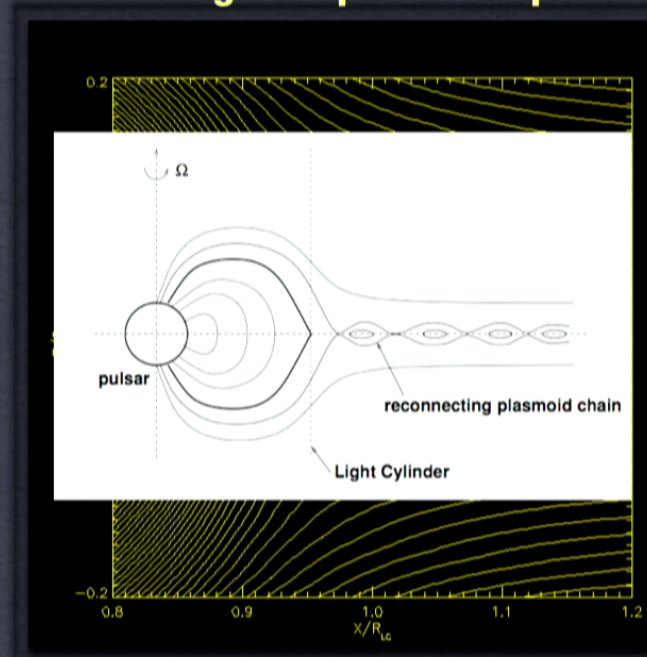 0.2
Ω
pulsar
reconnecting plasmoid chain
Light Cylinder
−0.2
0.8 0.9 1.0 1.1 1.2
X/R_LC